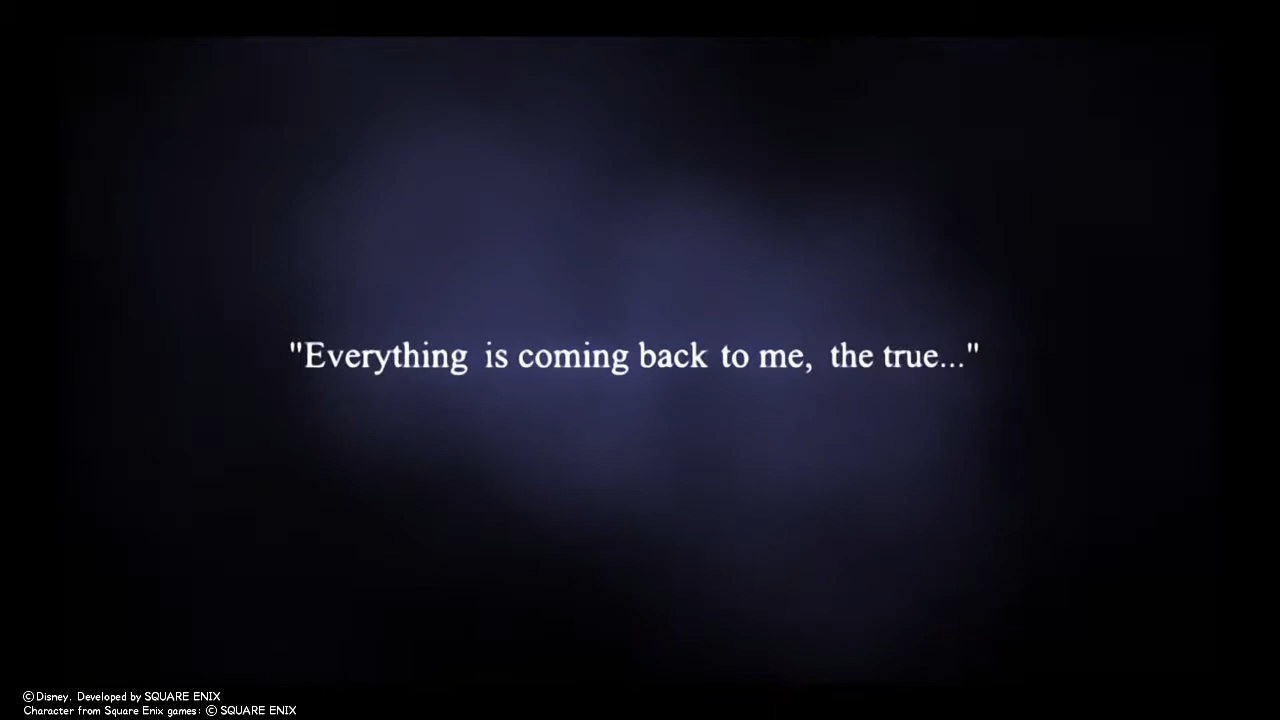 "Everything is coming back to me, the true..."
©Disney. Developed by SQUARE ENIX
Character from Square Enix games: © SQUARE ENIX